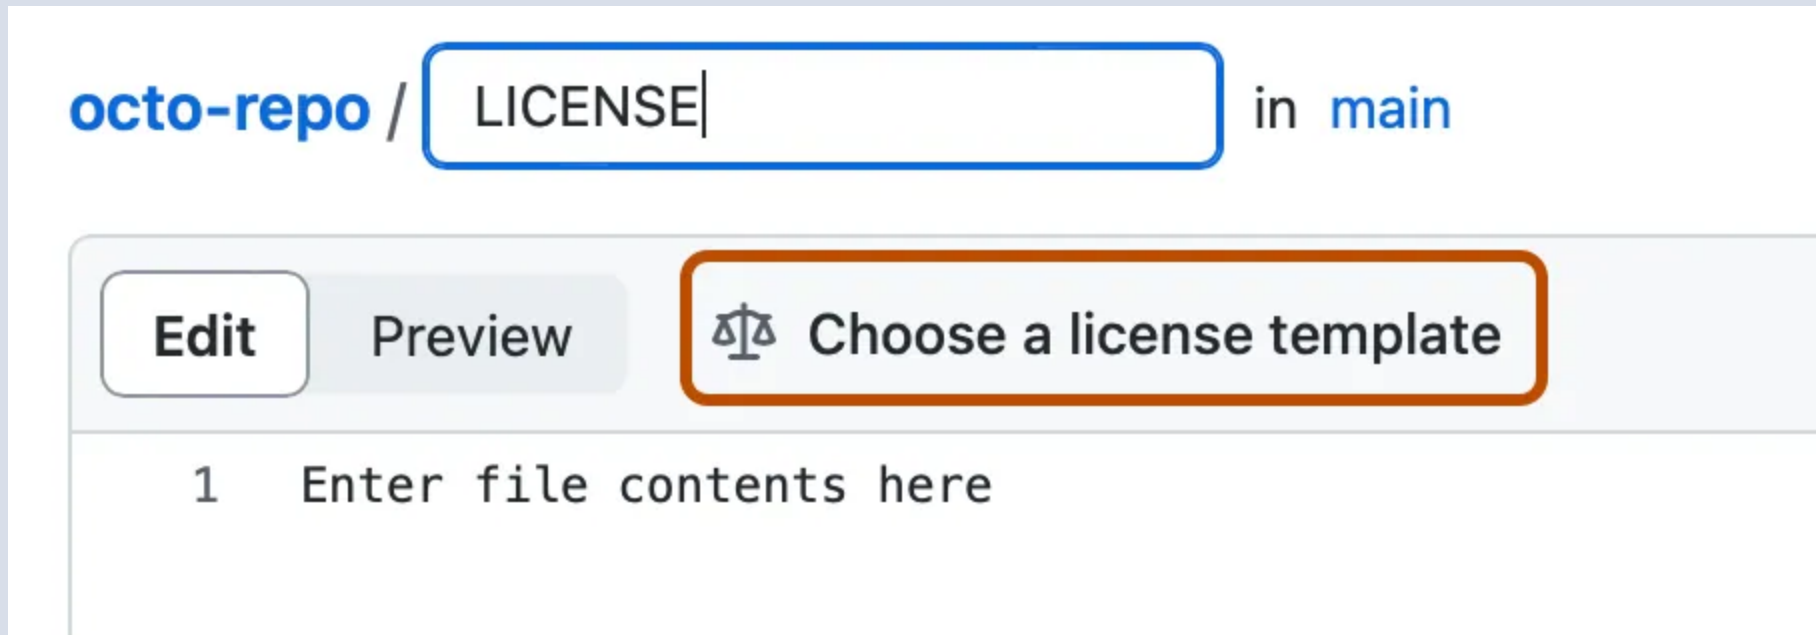 octo-repo / LICENSE in main
Edit Preview Choose a license template
1 Enter file contents here